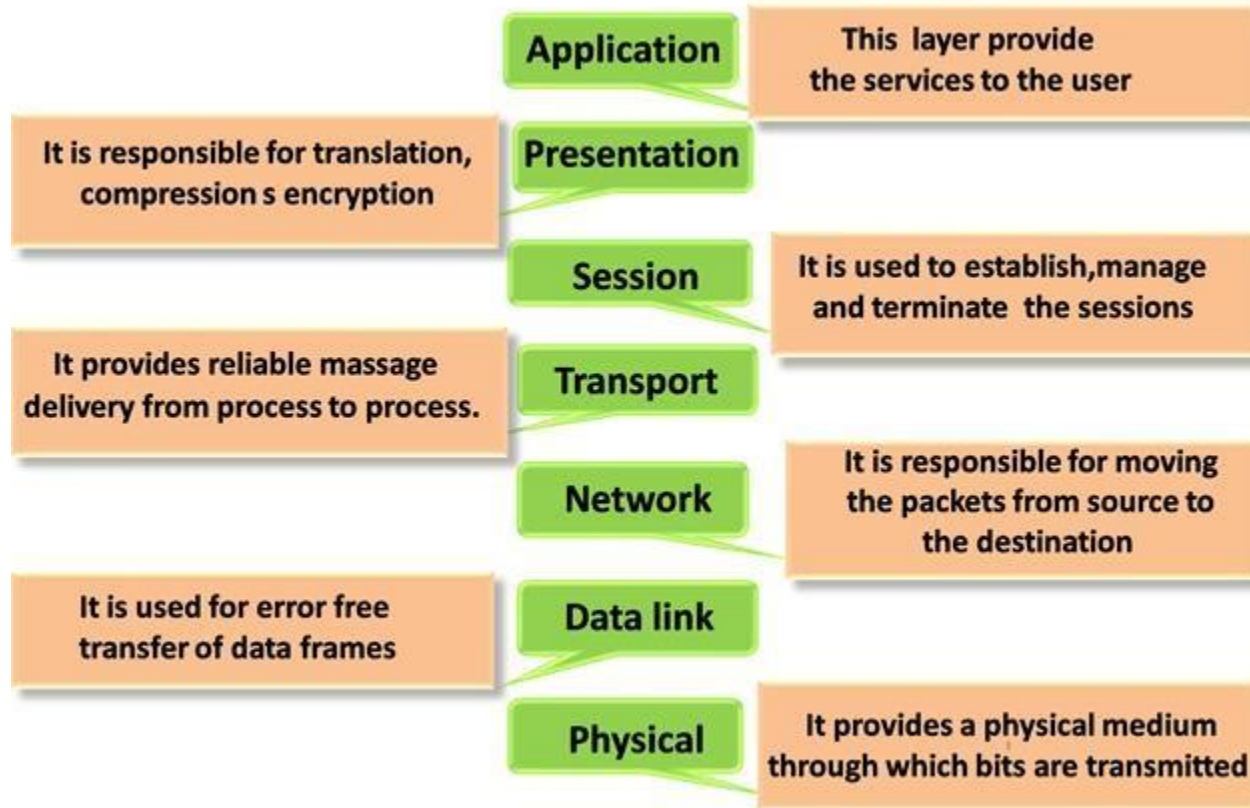 Application
This layer provide
the services to the user
Presentation
It is responsible for translation,
compression s encryption
Session
It is used to establish,manage
and terminate the sessions
Transport
It provides reliable massage
delivery from process to process.
Network
It is responsible for moving
the packets from source to
the destination
Data link
It is used for error free
transfer of data frames
Physical
It provides a physical medium
through which bits are transmitted